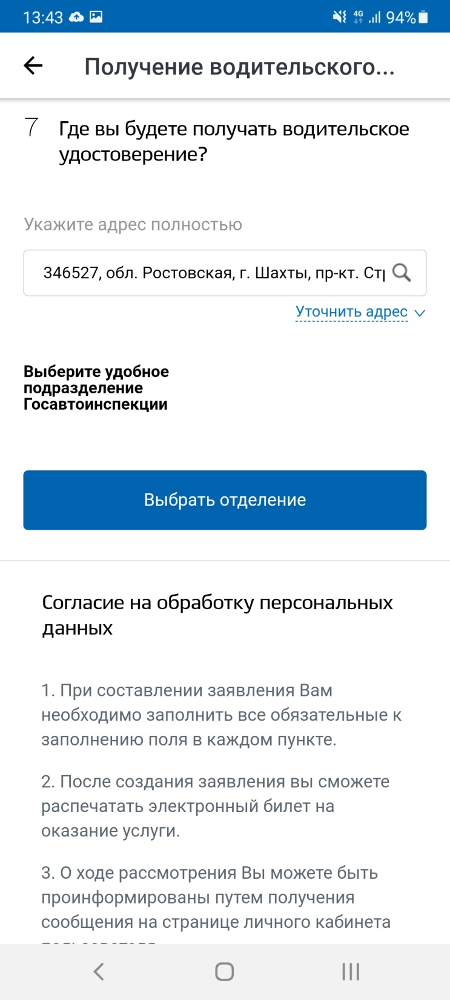 13:43 4G 94%
Получение водительского...
7 Где вы будете получать водительское
удостоверение?
Укажите адрес полностью
346527, обл. Ростовская, г. Шахты, пр-кт. Ст
Уточнить адрес
Выберите удобное
подразделение
Госавтоинспекции
Выбрать отделение
Согласие на обработку персональных
данных
1. При составлении заявления Вам
необходимо заполнить все обязательные к
заполнению поля в каждом пункте.
2. После создания заявления вы сможете
распечатать электронный билет на
оказание услуги.
3. О ходе рассмотрения Вы можете быть
проинформированы путем получения
сообщения на странице личного кабинета